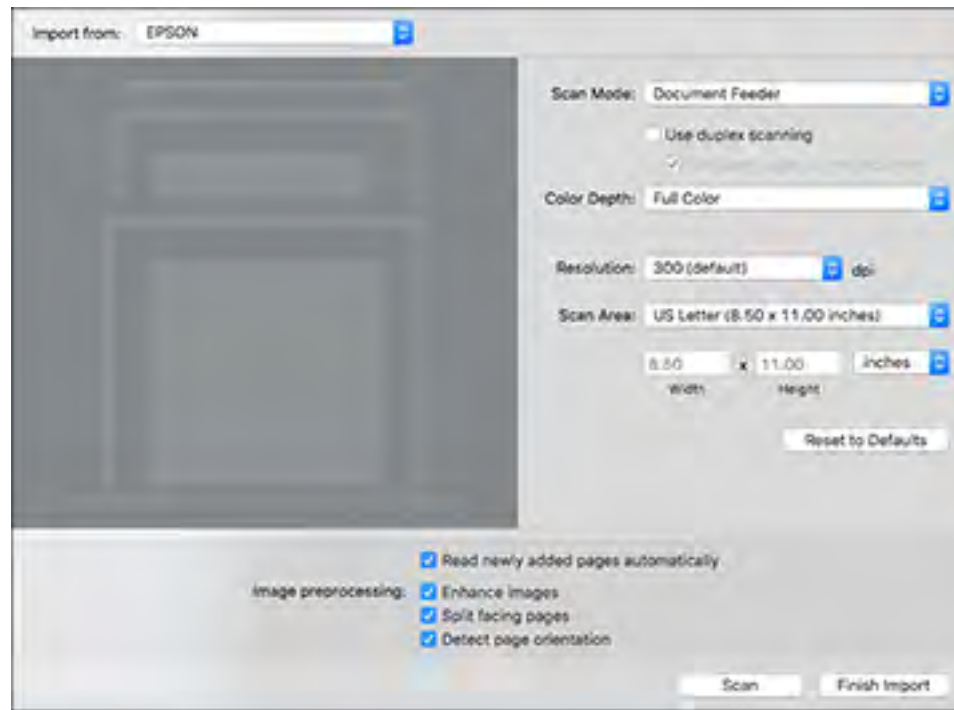 Import from: EPSON
Scan Mode: Document Feeder
Use duplex scanning
Color Depth: Full Color
Resolution: 300 (default) dpi
Scan Area: US Letter (8.50 x 11.00 inches)
8.50 x 11.00 inches
Width Height
Reset to Defaults
Read newly added pages automatically
Image preprocessing: Enhance images
Split facing pages
Detect page orientation
Scan Finish Import